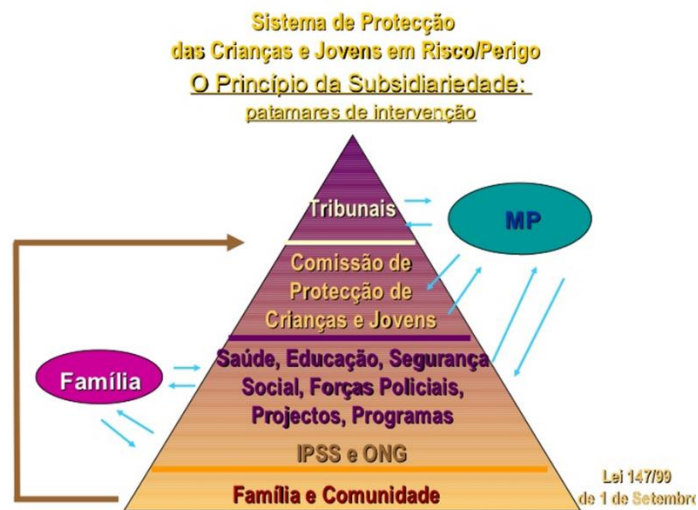 Sistema de Protecção
das Crianças e Jovens em Risco/Perigo
O Princípio da Subsidiariedade:
patamares de intervenção
Tribunais
MP
Comissão de
Protecção de
Crianças e Jovens
Saúde, Educação, Segurança
Social, Forças Policiais,
Projectos, Programas
Família
IPSS e ONG
Família e Comunidade
Lei 147/99
de 1 de Setembro